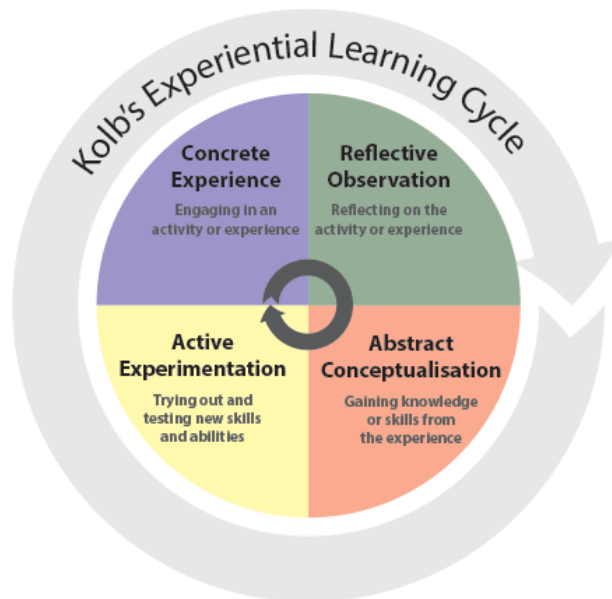 Kolb's Experiential Learning Cycle
Concrete
Experience
Engaging in an
activity or experience
Reflective
Observation
Reflecting on the
activity or experience
Active
Experimentation
Trying out and
testing new skills
and abilities
Abstract
Conceptualisation
Gaining knowledge
or skills from
the experience